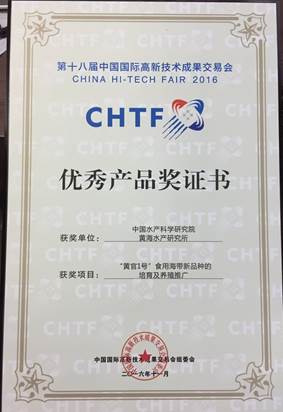 第十八届中国国际高新技术成果交易会
CHINA HI-TECH FAIR 2016
CHTF
优秀产品奖证书
中国水产科学研究院
获奖单位: 黄海水产研究所
"黄官1号"食用海带新品种的
获奖项目: 培育及养殖推广
中国国际高新技术成果交易会组委会
二〇一六年十一月